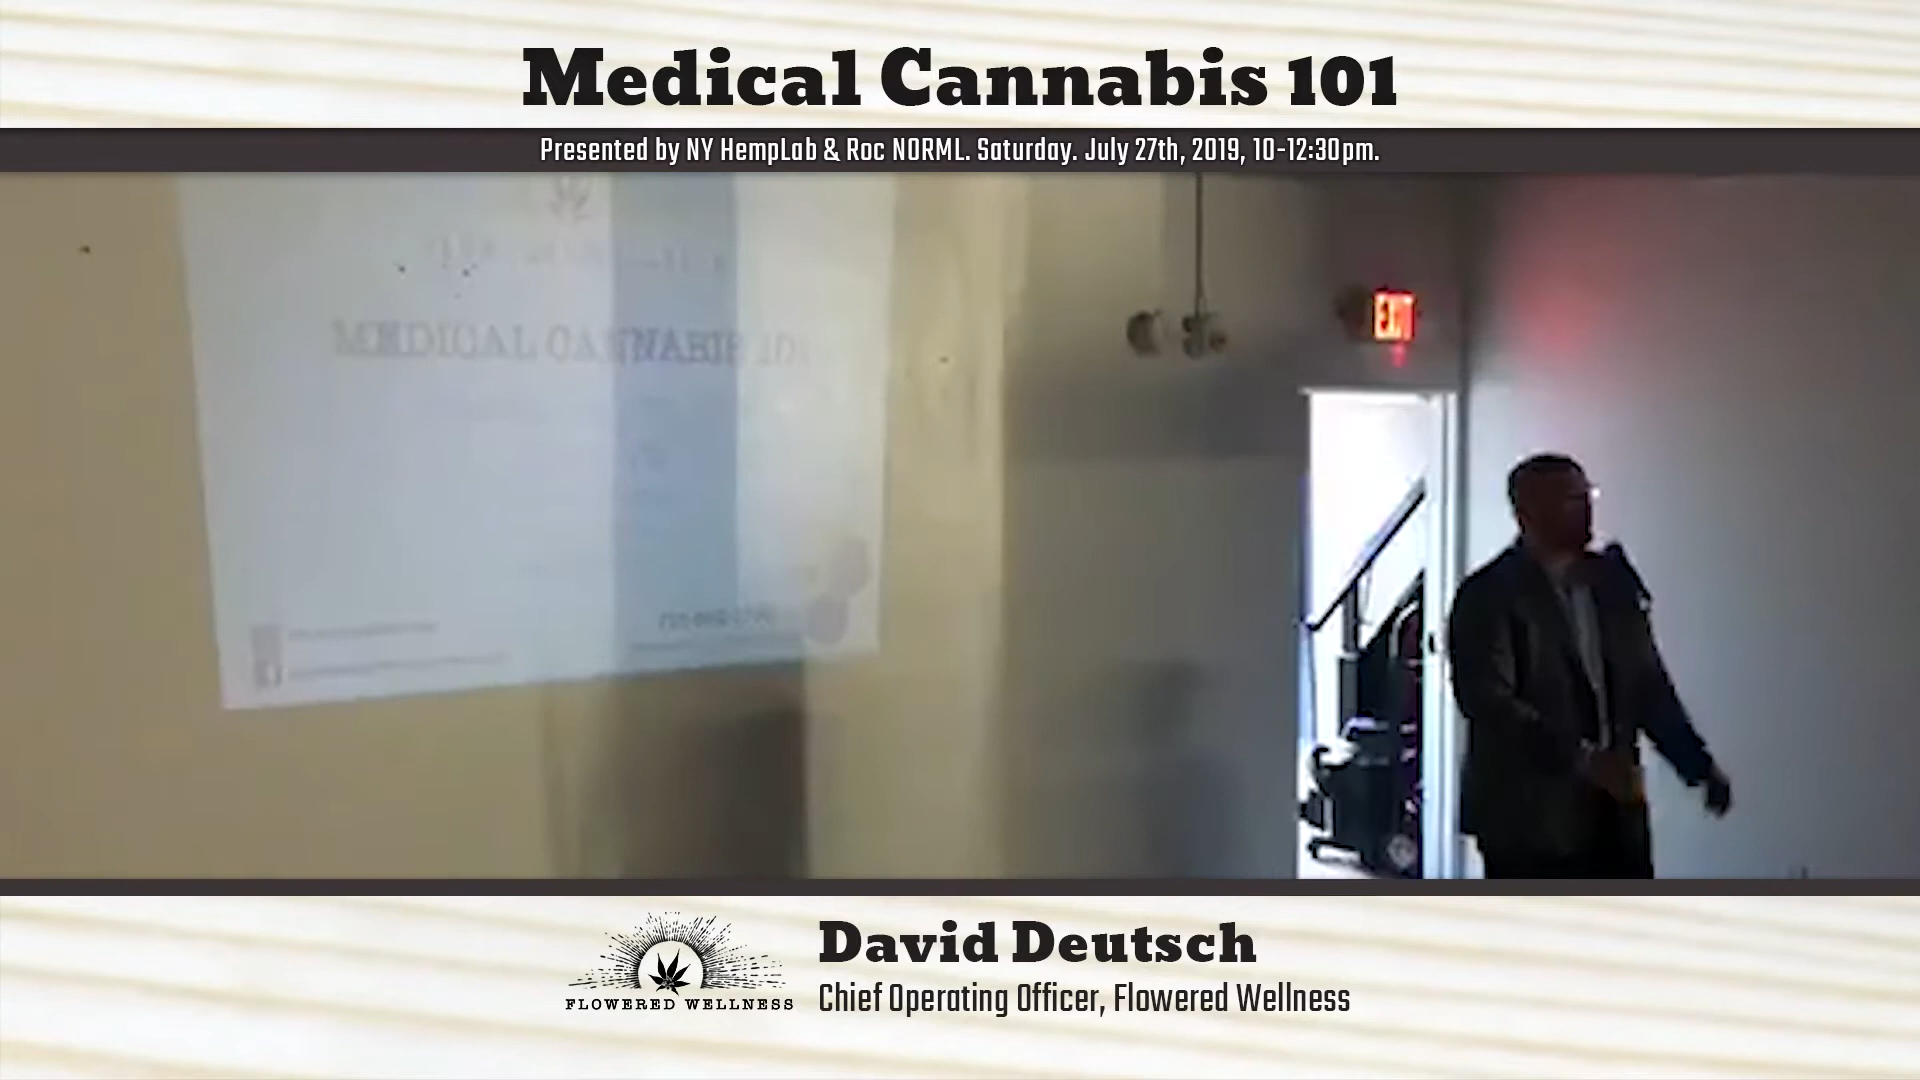 Medical Cannabis 101
Presented by NY HempLab & Roc NORML. Saturday. July 27th, 2019, 10-12:30pm.
MEDICAL CANNABIS 101
EXIT
David Deutsch
FLOWERED WELLNESS
Chief Operating Officer, Flowered Wellness